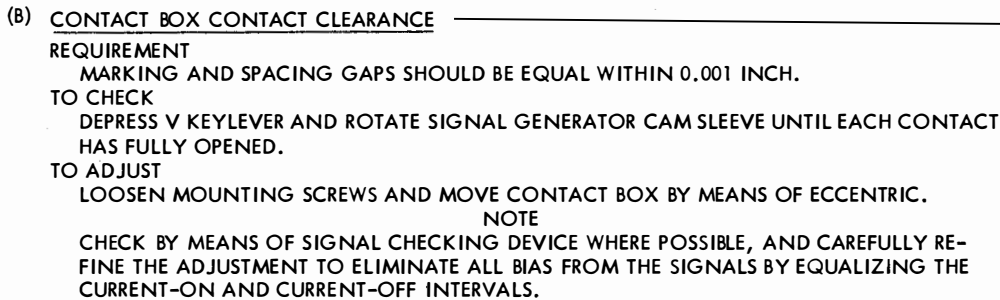 (B) CONTACT BOX CONTACT CLEARANCE
REQUIREMENT
MARKING AND SPACING GAPS SHOULD BE EQUAL WITHIN 0.001 INCH.
TO CHECK
DEPRESS V KEYLEVER AND ROTATE SIGNAL GENERATOR CAM SLEEVE UNTIL EACH CONTACT
HAS FULLY OPENED.
TO ADJUST
LOOSEN MOUNTING SCREWS AND MOVE CONTACT BOX BY MEANS OF ECCENTRIC.
NOTE
CHECK BY MEANS OF SIGNAL CHECKING DEVICE WHERE POSSIBLE, AND CAREFULLY RE-
FINE THE ADJUSTMENT TO ELIMINATE ALL BIAS FROM THE SIGNALS BY EQUALIZING THE
CURRENT-ON AND CURRENT-OFF INTERVALS.